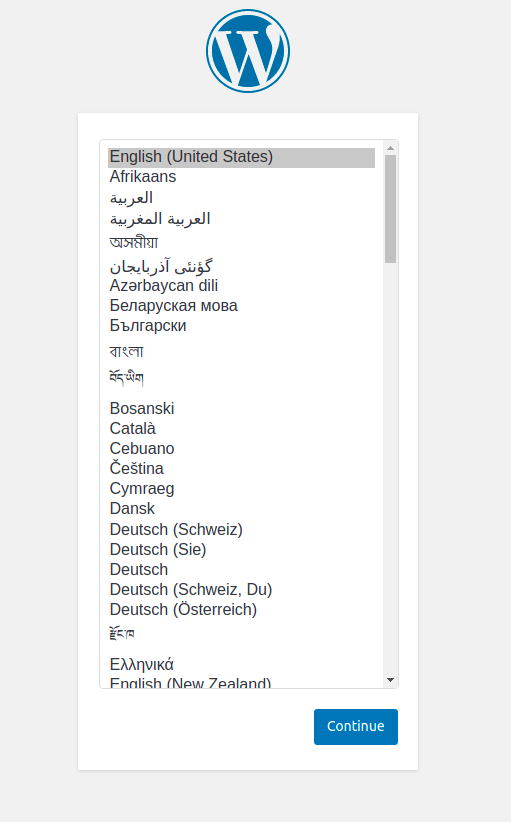 English (United States)
Afrikaans
العربية
العربية المغربية
অসমীয়া
گؤنئی آذربایجان
Azərbaycan dili
Беларуская мова
Български
বাংলা
བོད་ཡིག
Bosanski
Català
Cebuano
Čeština
Cymraeg
Dansk
Deutsch (Schweiz)
Deutsch (Sie)
Deutsch
Deutsch (Schweiz, Du)
Deutsch (Österreich)
རྫོང་ཁ
Ελληνικά
English (New Zealand)
Continue